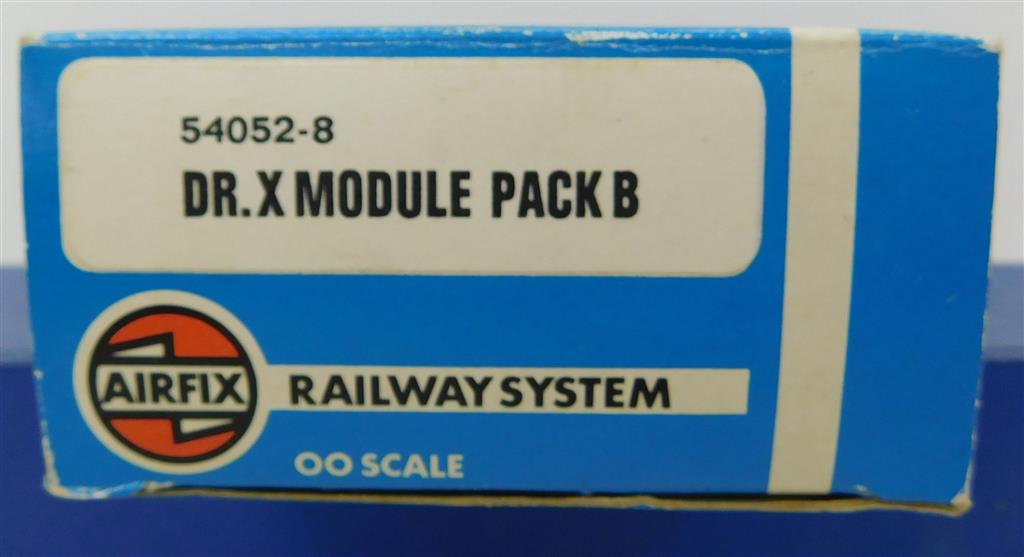 54052-8
DR.X MODULE PACK B
AIRFIX
RAILWAY SYSTEM
OO SCALE